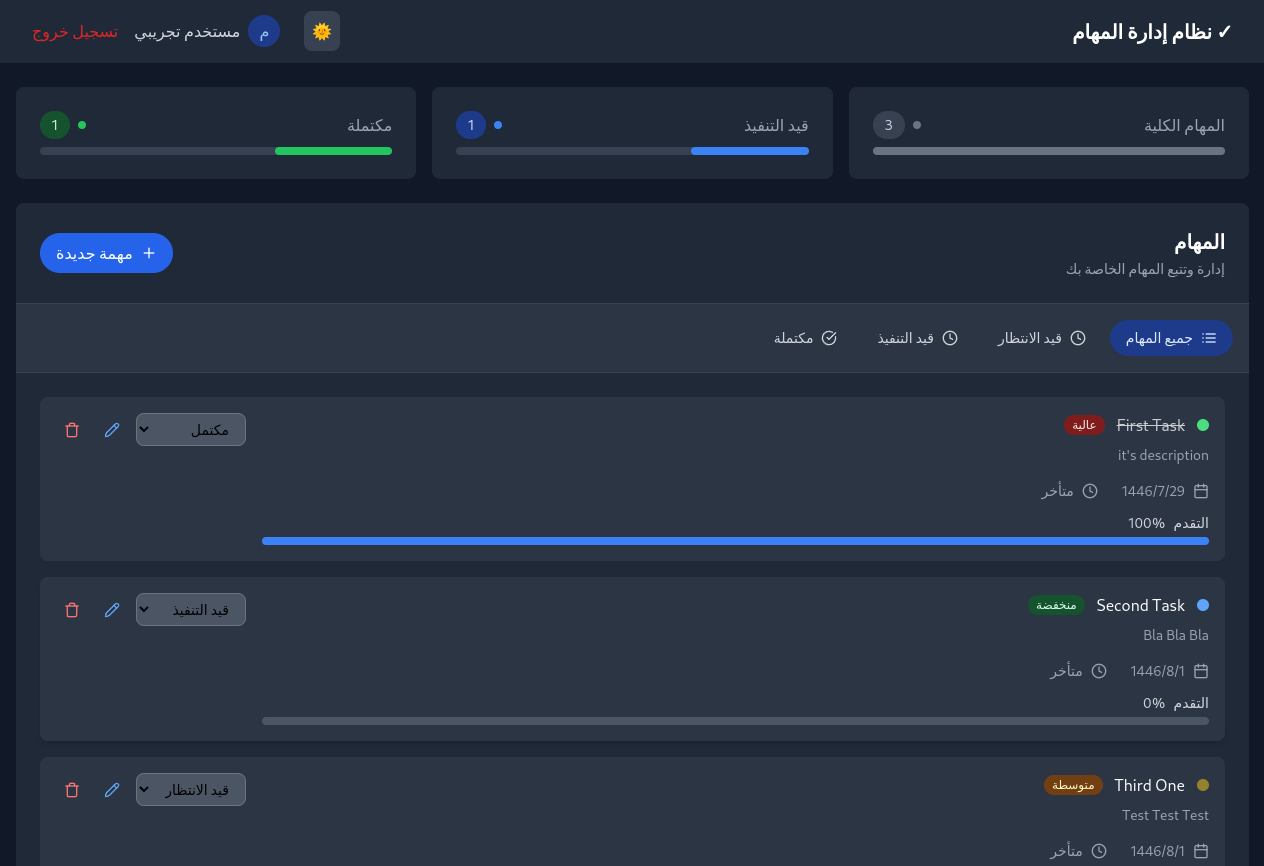 ✓ نظام إدارة المهام
🌞
م
مستخدم تجريبي
تسجيل خروج
المهام الكلية
3
قيد التنفيذ
1
مكتملة
1
المهام
إدارة وتتبع المهام الخاصة بك
مهمة جديدة
جميع المهام
قيد الانتظار
قيد التنفيذ
مكتملة
First Task
عالية
مكتمل
it's description
1446/7/29
متأخر
التقدم 100%
Second Task
منخفضة
قيد التنفيذ
Bla Bla Bla
1446/8/1
متأخر
التقدم 0%
Third One
متوسطة
قيد الانتظار
Test Test Test
1446/8/1
متأخر